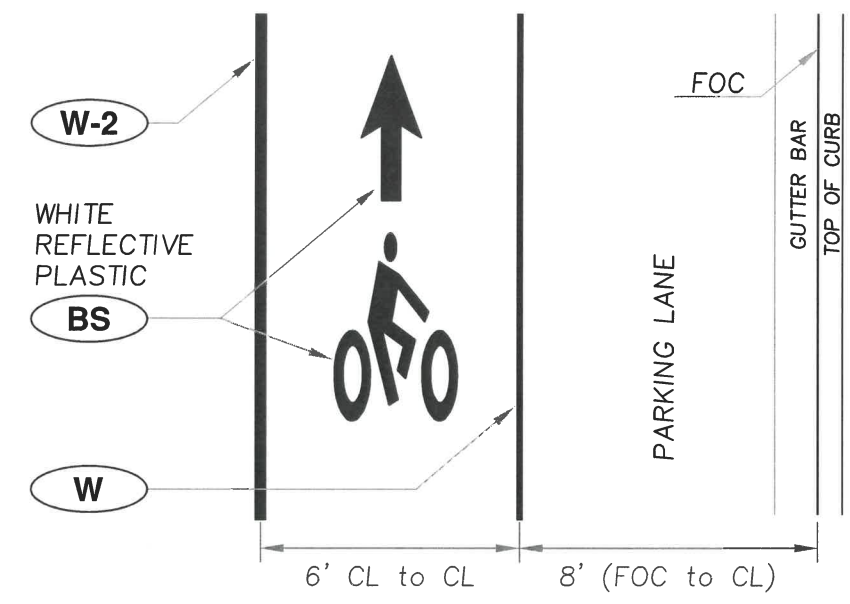 FOC
W-2
GUTTER BAR
TOP OF CURB
WHITE
REFLECTIVE
PLASTIC
BS
PARKING LANE
W
6' CL to CL
8' (FOC to CL)